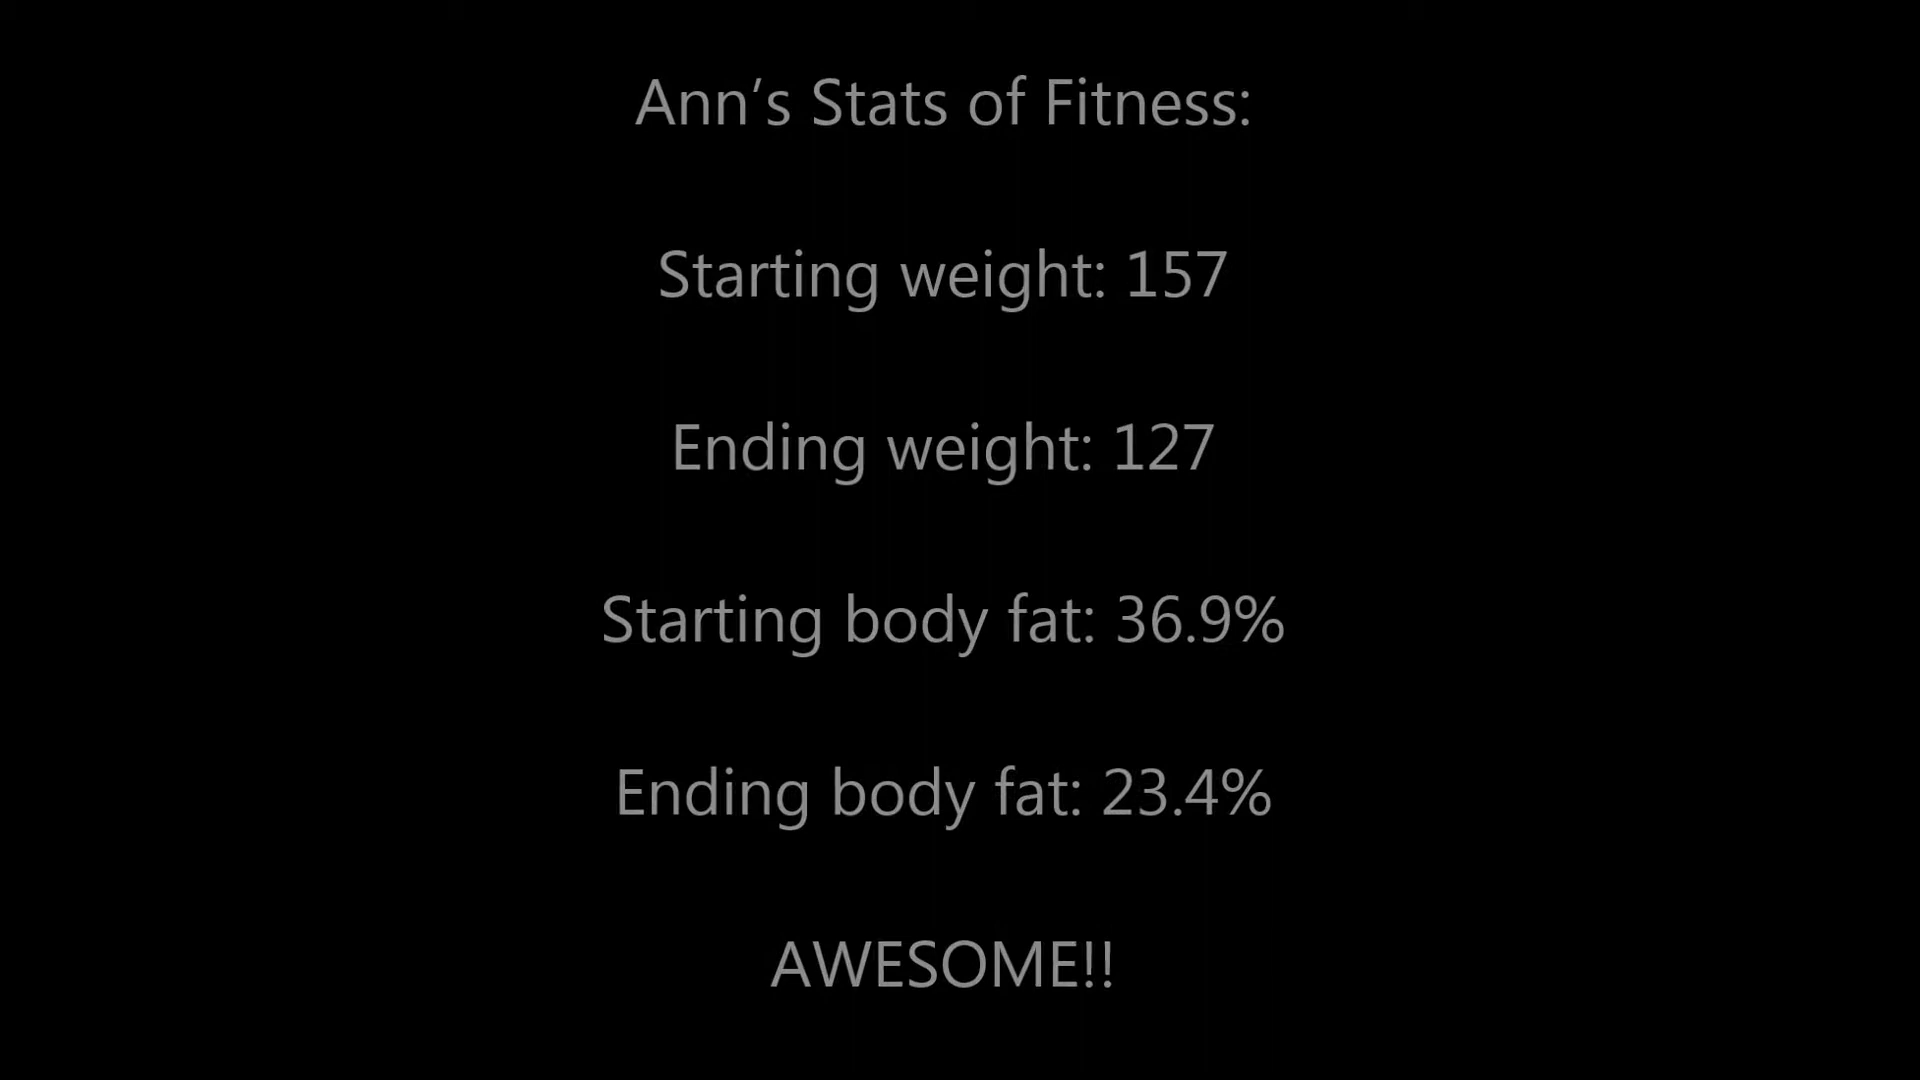 Ann's Stats of Fitness:
Starting weight: 157
Ending weight: 127
Starting body fat: 36.9%
Ending body fat: 23.4%
AWESOME!!